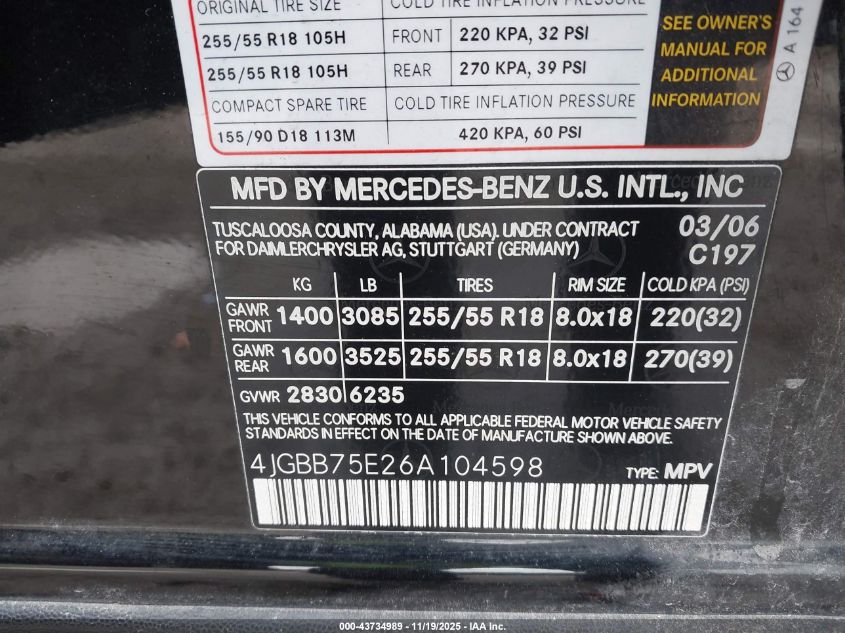 ORIGINAL TIRE SIZE COLD TIRE INFLATION PRESSURE
255/55 R18 105H FRONT 220 KPA, 32 PSI
255/55 R18 105H REAR 270 KPA, 39 PSI
COMPACT SPARE TIRE COLD TIRE INFLATION PRESSURE
155/90 D18 113M 420 KPA, 60 PSI
SEE OWNER'S
MANUAL FOR
ADDITIONAL
INFORMATION
A 164
MFD BY MERCEDES-BENZ U.S. INTL., INC
TUSCALOOSA COUNTY, ALABAMA (USA). UNDER CONTRACT 03/06
FOR DAIMLERCHRYSLER AG, STUTTGART (GERMANY) C197
KG LB TIRES RIM SIZE COLD KPA (PSI)
GAWR FRONT 1400 3085 255/55 R18 8.0x18 220(32)
GAWR REAR 1600 3525 255/55 R18 8.0x18 270(39)
GVWR 2830 6235
THIS VEHICLE CONFORMS TO ALL APPLICABLE FEDERAL MOTOR VEHICLE SAFETY
STANDARDS IN EFFECT ON THE DATE OF MANUFACTURE SHOWN ABOVE.
4JGBB75E26A104598 TYPE: MPV
000-43734989 - 11/19/2025 - IAA Inc.